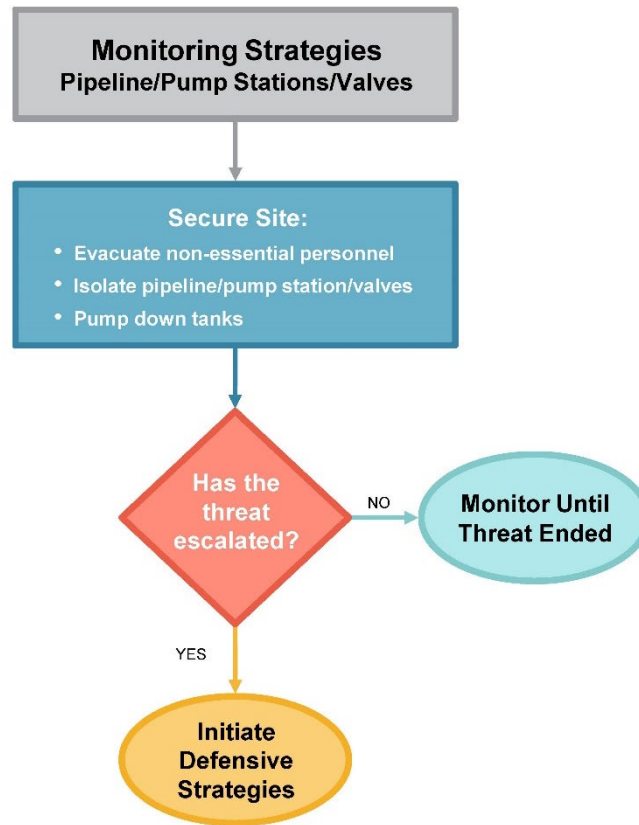 Monitoring Strategies
Pipeline/Pump Stations/Valves
Secure Site:
• Evacuate non-essential personnel
• Isolate pipeline/pump station/valves
• Pump down tanks
Has the
threat
escalated?
NO
Monitor Until
Threat Ended
YES
Initiate
Defensive
Strategies